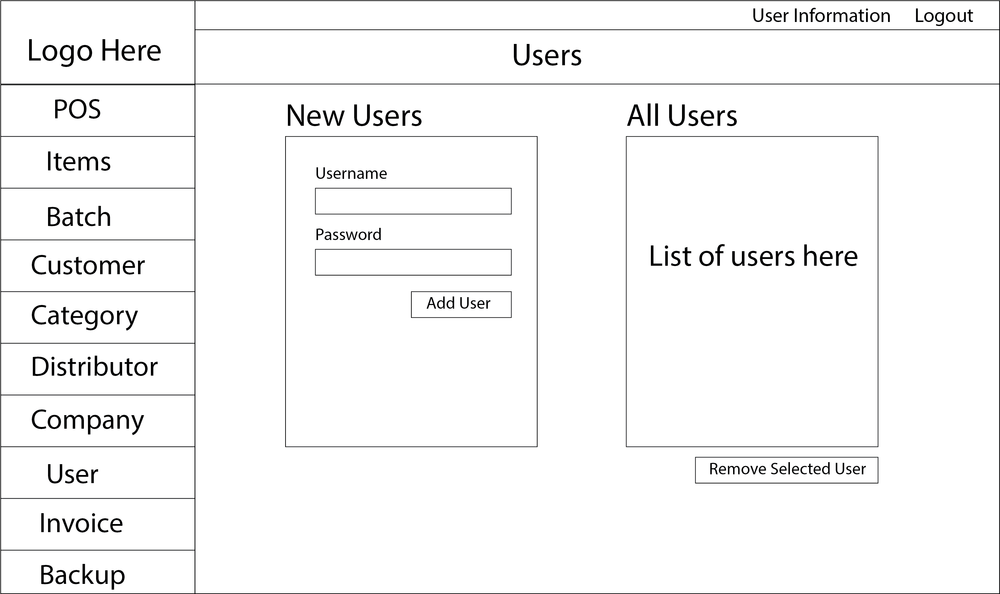 User Information
Logout
Logo Here
Users
POS
Items
Batch
Customer
Category
Distributor
Company
User
Invoice
Backup
New Users
Username
Password
Add User
All Users
List of users here
Remove Selected User